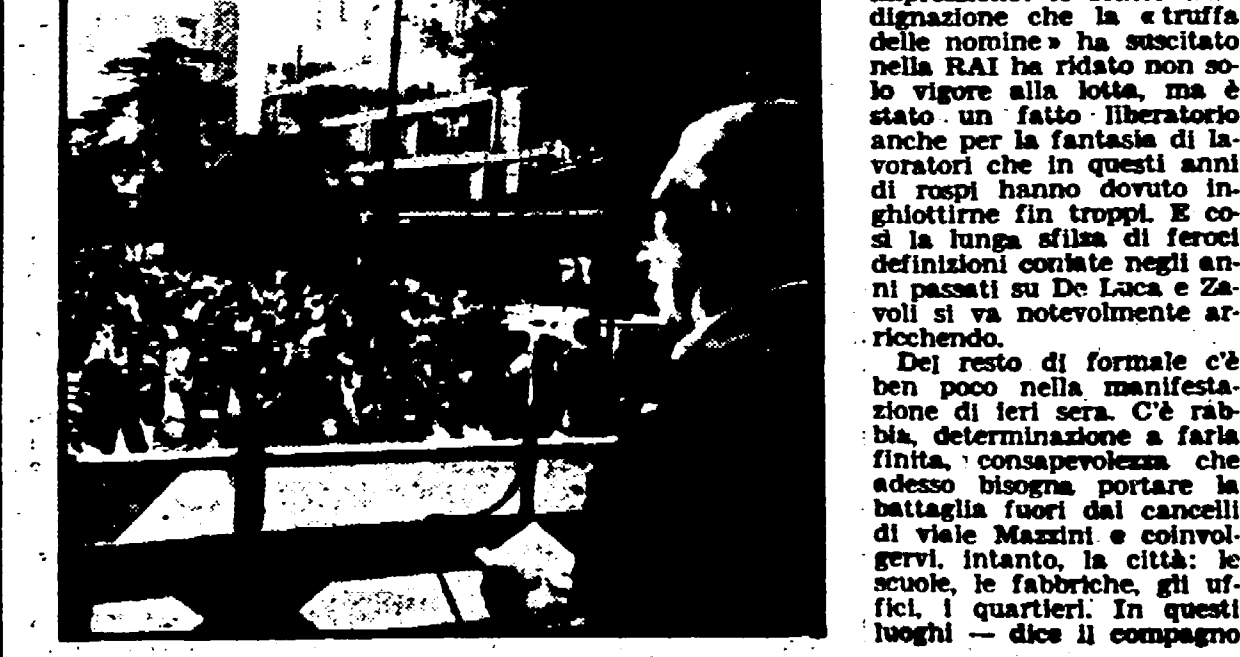 dignazione che la « truffa
delle nomine » ha suscitato
nella RAI ha ridato non so-
lo vigore alla lotta, ma è
stato un fatto liberatorio
anche per la fantasia di la-
voratori che in questi anni
di rospi hanno dovuto in-
ghiottirne fin troppi. E co-
sì la lunga sfilza di feroci
definizioni coniate negli an-
ni passati su De Luca e Za-
voli si va notevolmente ar-
ricchendo.
Del resto di formale c'è
ben poco nella manifesta-
zione di ieri sera. C'è rab-
bia, determinazione a farla
finita, consapevolezza che
adesso bisogna portare la
battaglia fuori dai cancelli
di viale Mazzini e coinvol-
gervi, intanto, la città: le
scuole, le fabbriche, gli uf-
fici, i quartieri. In questi
luoghi — dice il compagno